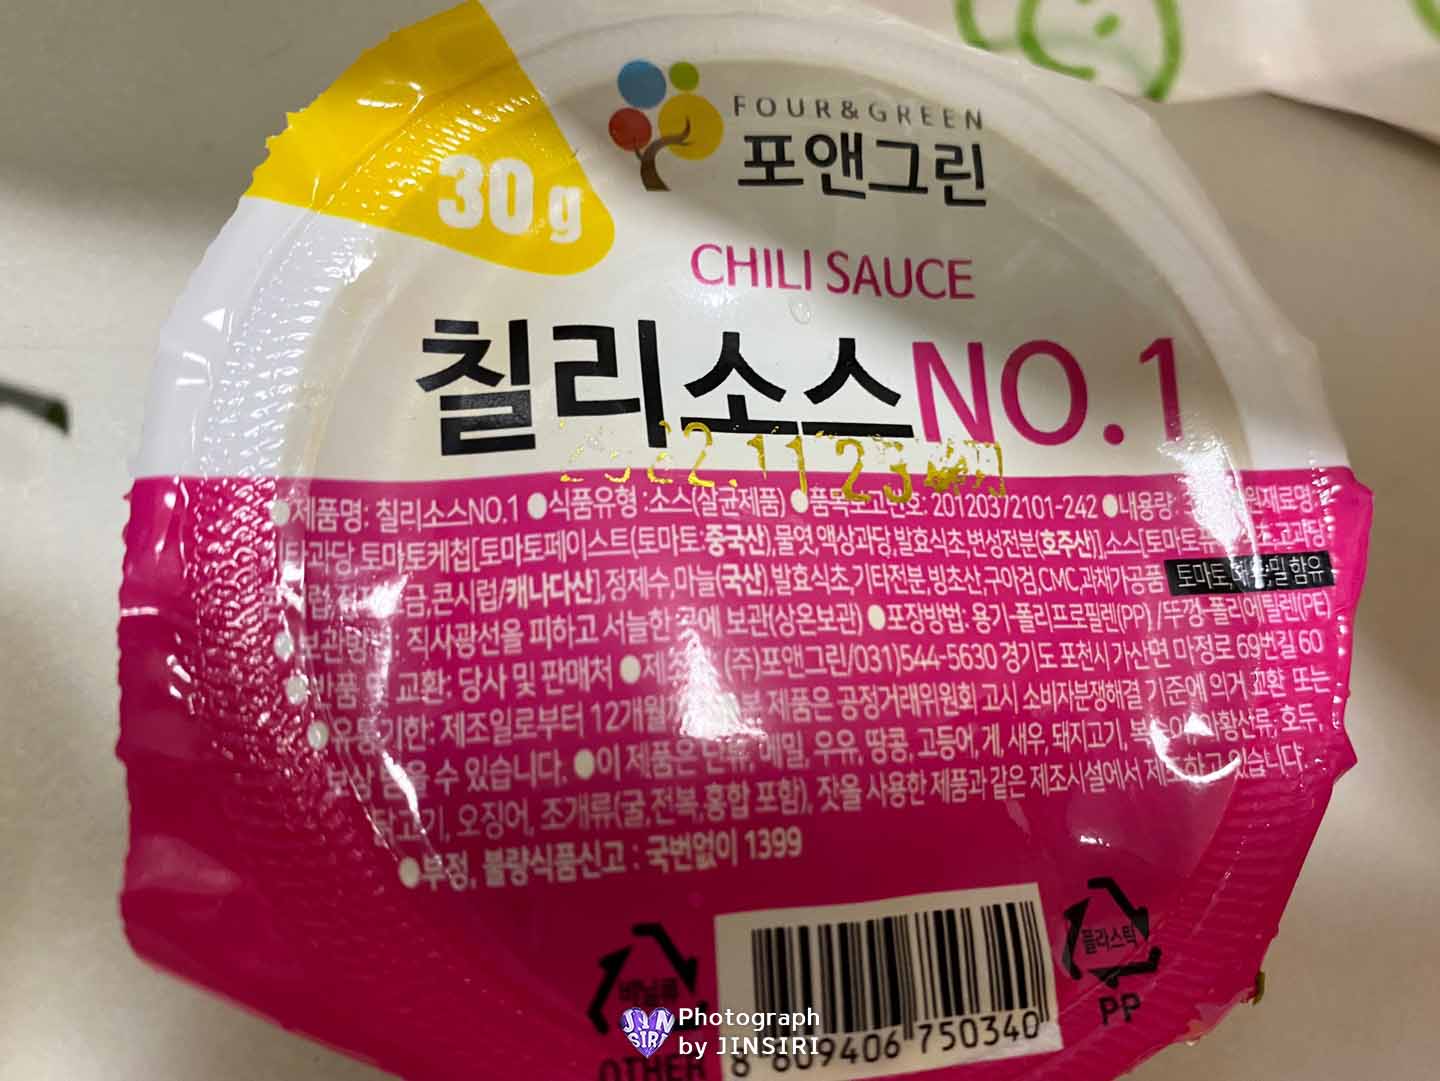 FOUR&GREEN
포앤그린
30g
CHILI SAUCE
칠리소스NO.1
●제품명: 칠리소스NO.1 ●식품유형:소스(살균제품) ●품목보고번호: 20120372101-242 ●내용량:
토마토케첩[토마토페이스트(토마토:중국산),물엿,액상과당,발효식초,변성전분(호주산)],소스[토마토
콘시럽/캐나다산],정제수,마늘(국산),발효식초,기타전분,빙초산,구아검,CMC,과채가공품 토마토, 밀 함유
직사광선을 피하고 서늘한 곳에 보관(상온보관) ●포장방법: 용기-폴리프로필렌(PP) /뚜껑-폴리에틸렌(PE)
교환: 당사 및 판매처 ● (주)포앤그린/031)544-5630 경기도 포천시 가산면 마정로 69번길 60
●유통기한: 제조일로부터 12개월 제품은 공정거래위원회 고시 소비자분쟁해결 기준에 의거 교환 또는
보상 받을 수 있습니다. ●이 제품은 메밀, 우유, 땅콩, 고등어, 게, 새우, 돼지고기, 호두,
닭고기, 오징어, 조개류(굴,전복,홍합 포함), 잣을 사용한 제품과 같은 제조시설에서 제조하고 있습니다.
●부정, 불량식품신고 : 국번없이 1399
비닐류
OTHER
8 809406 750340
플라스틱
PP
JIN SIRI
Photograph
by JINSIRI